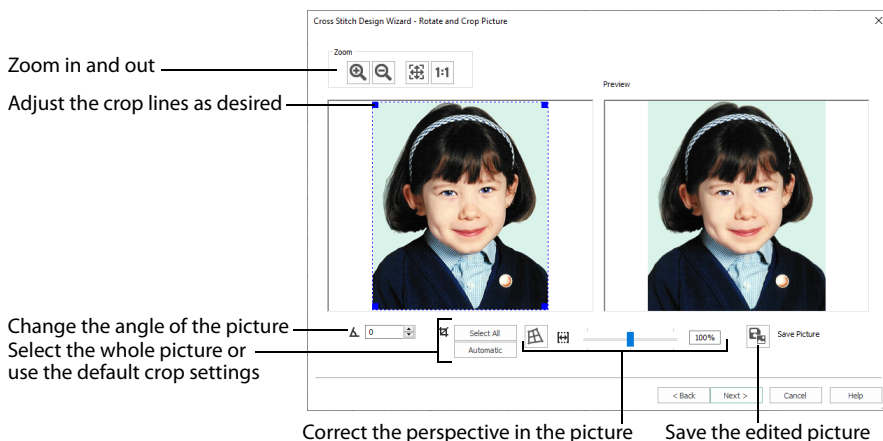 Cross Stitch Design Wizard - Rotate and Crop Picture
Zoom
Zoom in and out
1:1
Preview
Adjust the crop lines as desired
Change the angle of the picture
0
Select All
100%
Save Picture
Select the whole picture or
use the default crop settings
Automatic
< Back
Next >
Cancel
Help
Correct the perspective in the picture
Save the edited picture